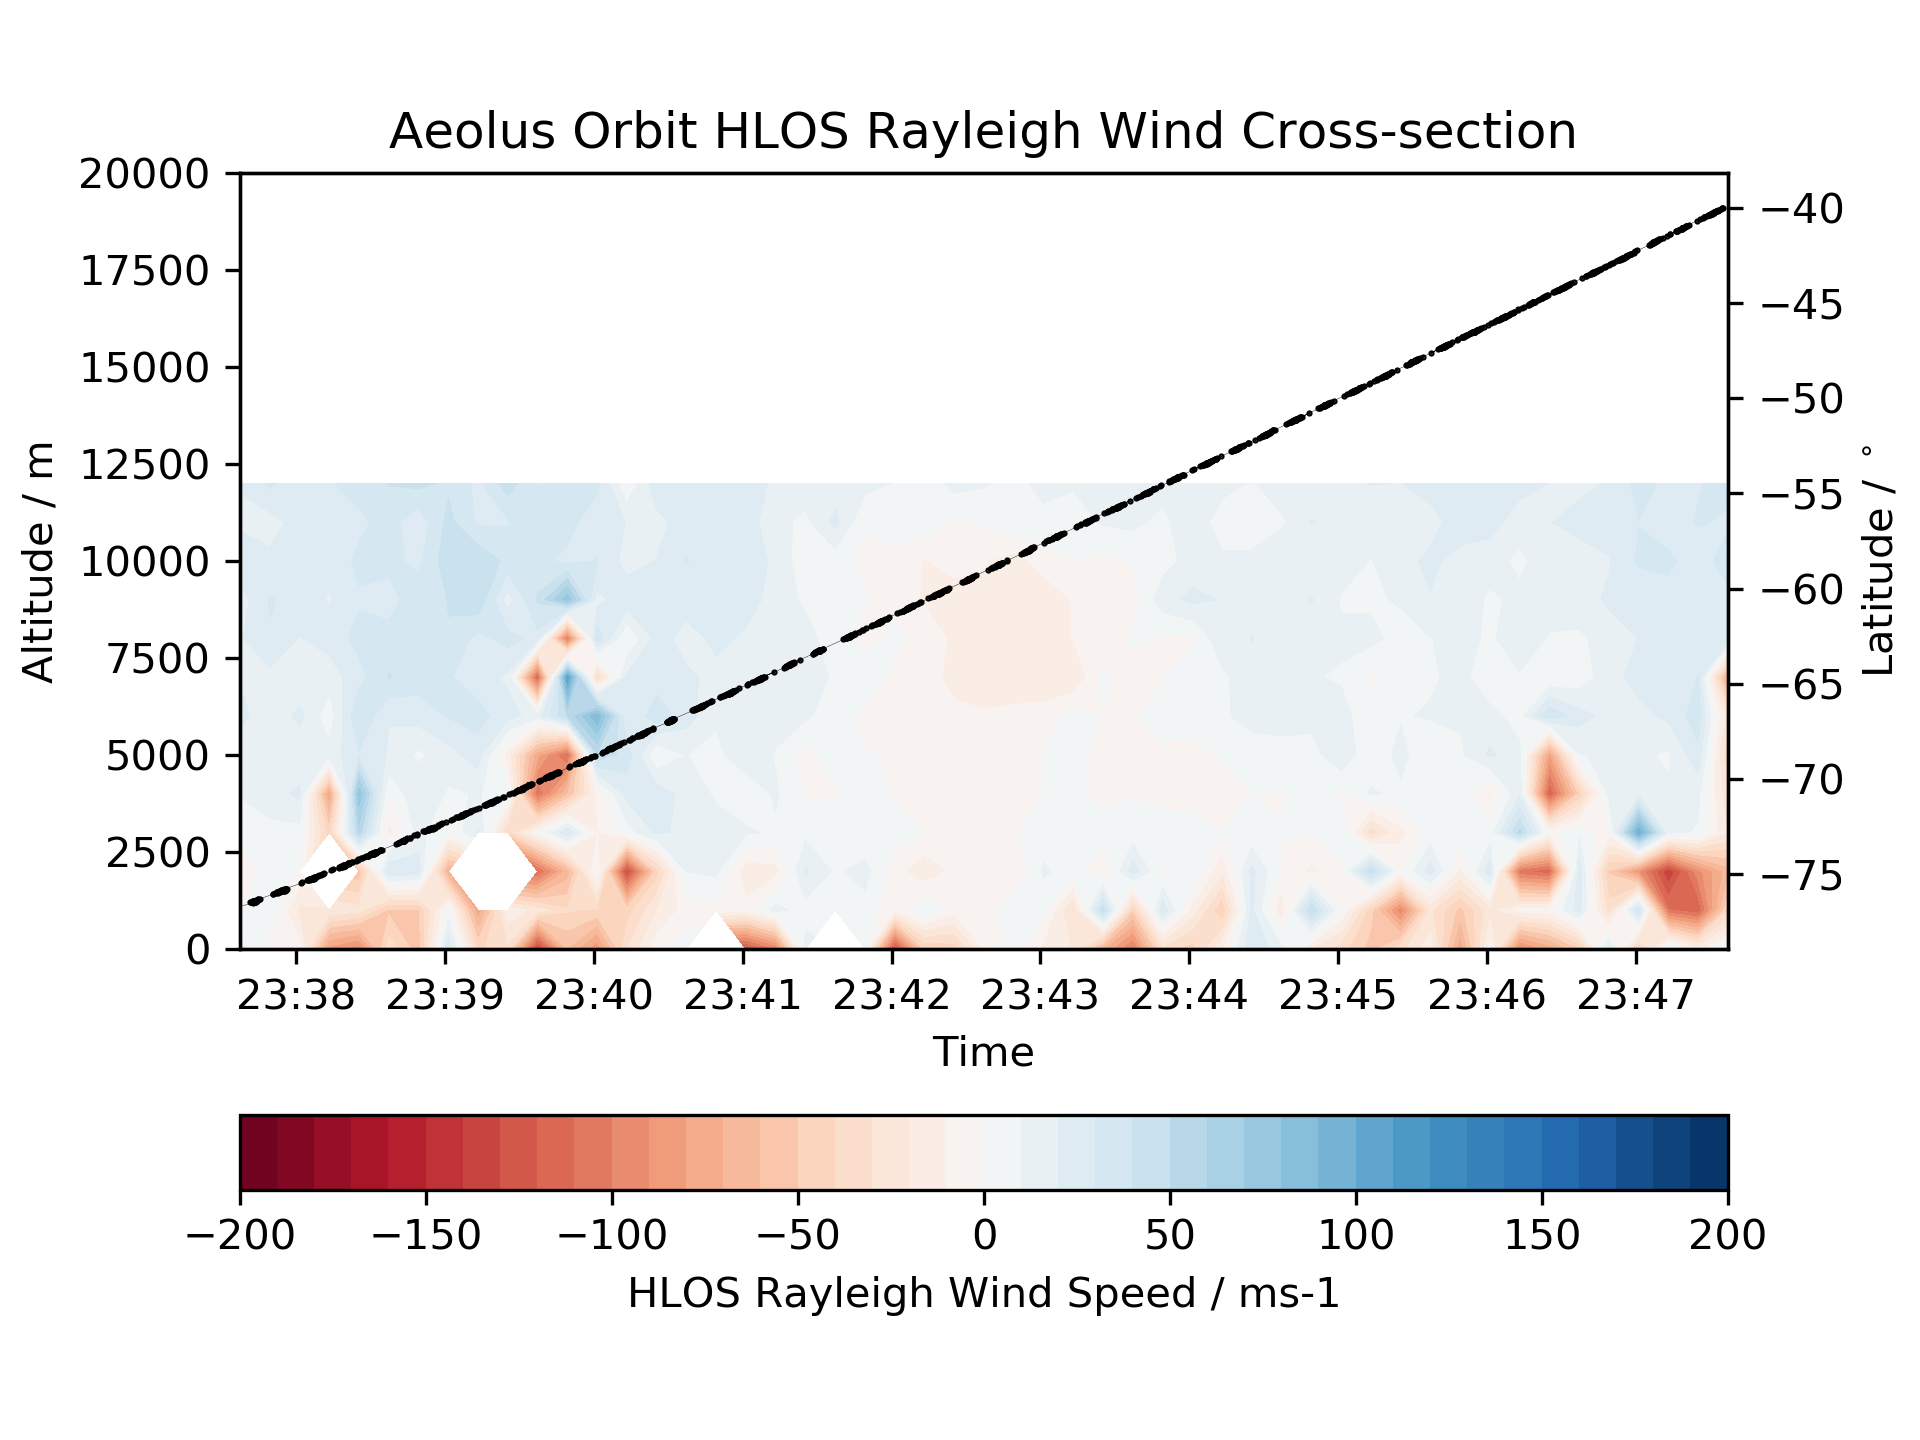 Aeolus Orbit HLOS Rayleigh Wind Cross-section
20000
17500
15000
12500
10000
7500
5000
2500
0
Altitude / m
−40
−45
−50
−55
−60
−65
−70
−75
Latitude / °
23:38 23:39 23:40 23:41 23:42 23:43 23:44 23:45 23:46 23:47
Time
−200 −150 −100 −50 0 50 100 150 200
HLOS Rayleigh Wind Speed / ms-1